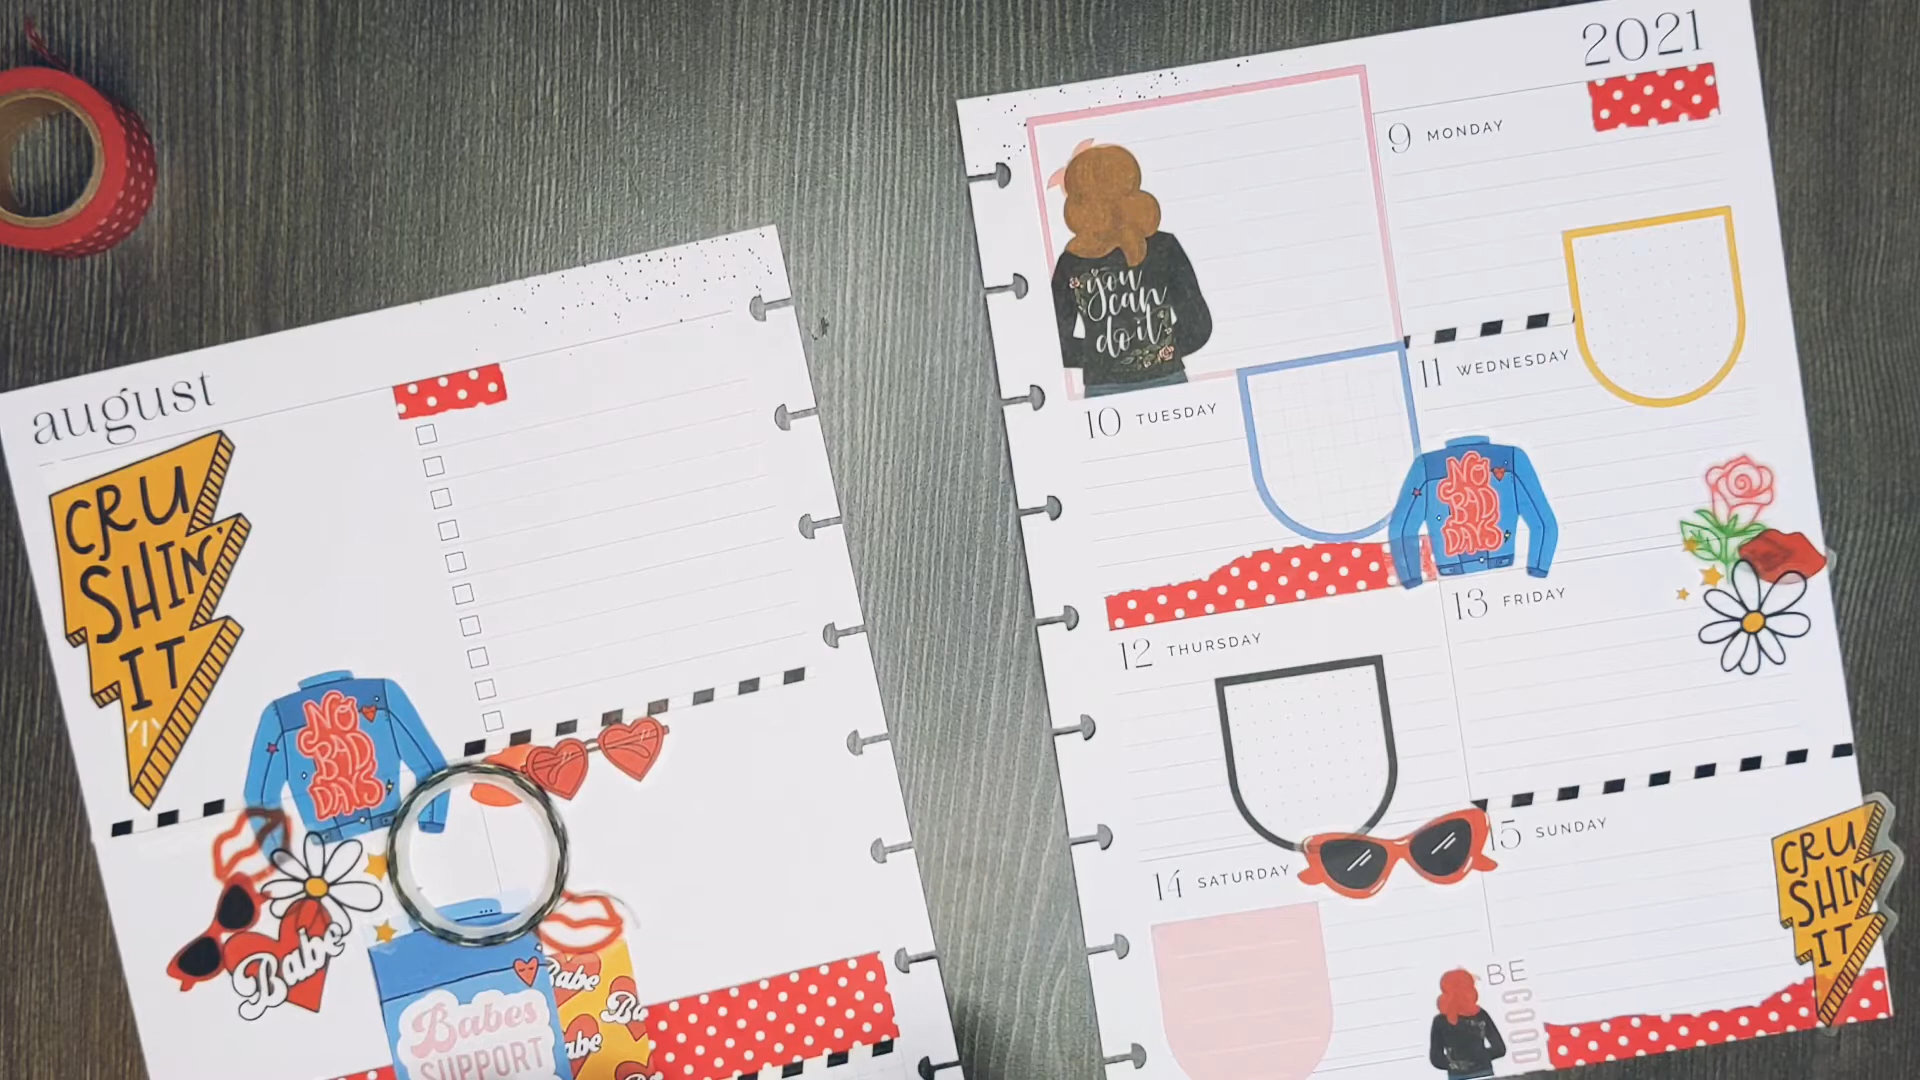 august
CRU
SHIN'
IT
NO
BAD
DAYS
Babe
Babes
SUPPORT
Babe
Babe
2021
you
can
do it
9 MONDAY
10 TUESDAY
11 WEDNESDAY
NO
BAD
DAYS
12 THURSDAY
13 FRIDAY
14 SATURDAY
15 SUNDAY
CRU
SHIN'
IT
BE
GOOD